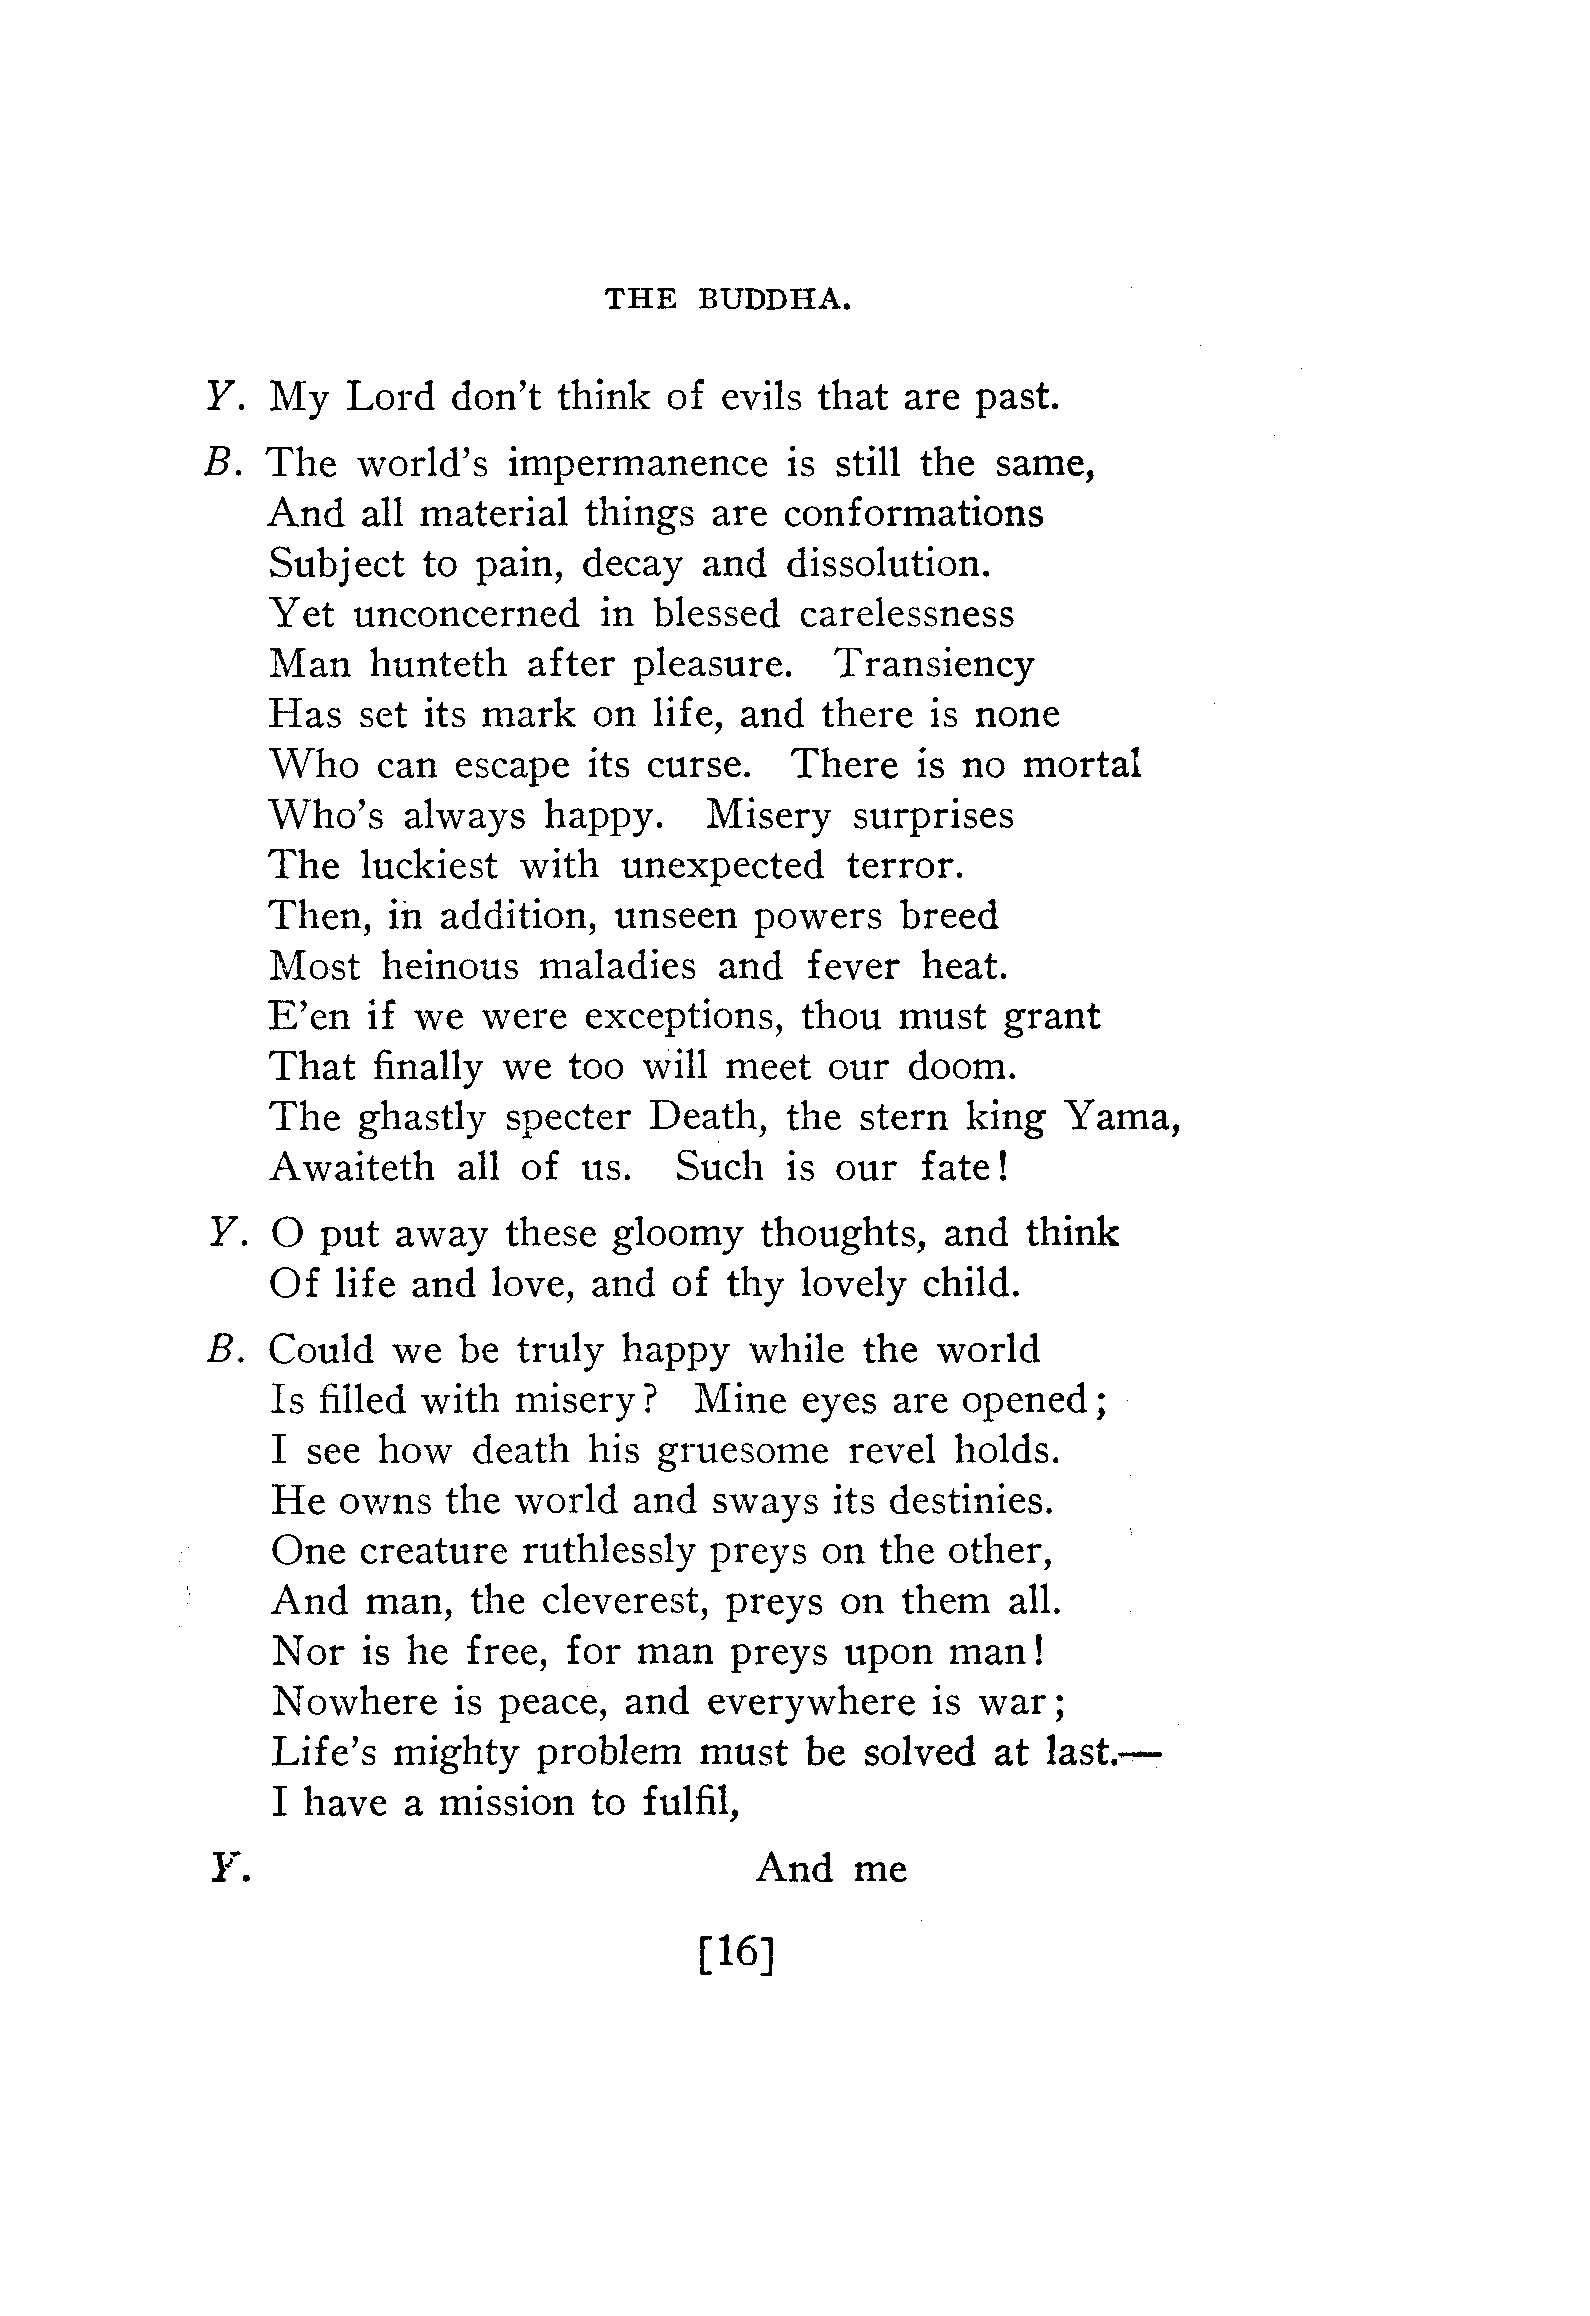 THE BUDDHA.
Y. My Lord don't think of evils that are past.
B. The world's impermanence is still the same,
And all material things are conformations
Subject to pain, decay and dissolution.
Yet unconcerned in blessed carelessness
Man hunteth after pleasure. Transiency
Has set its mark on life, and there is none
Who can escape its curse. There is no mortal
Who's always happy. Misery surprises
The luckiest with unexpected terror.
Then, in addition, unseen powers breed
Most heinous maladies and fever heat.
E'en if we were exceptions, thou must grant
That finally we too will meet our doom.
The ghastly specter Death, the stern king Yama,
Awaiteth all of us. Such is our fate!
Y. O put away these gloomy thoughts, and think
Of life and love, and of thy lovely child.
B. Could we be truly happy while the world
Is filled with misery? Mine eyes are opened;
I see how death his gruesome revel holds.
He owns the world and sways its destinies.
One creature ruthlessly preys on the other,
And man, the cleverest, preys on them all.
Nor is he free, for man preys upon man!
Nowhere is peace, and everywhere is war;
Life's mighty problem must be solved at last.—
I have a mission to fulfil,
Y. And me
[16]